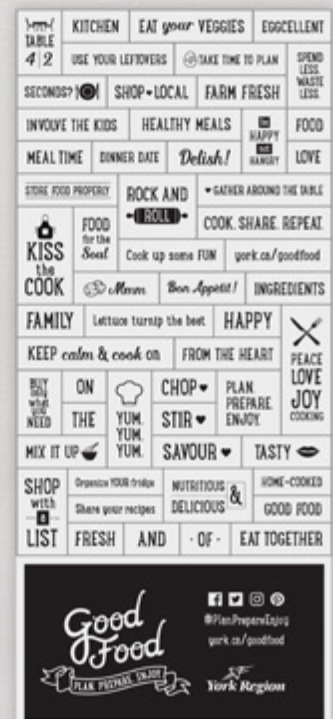 TABLE
4 | 2
KITCHEN
EAT your VEGGIES
EGGCELLENT
USE YOUR LEFTOVERS
TAKE TIME TO PLAN
SPEND
LESS.
WASTE
LESS.
SECONDS?
SHOP LOCAL
FARM FRESH
INVOLVE THE KIDS
HEALTHY MEALS
HAPPY
not
HANGRY
FOOD
MEAL TIME
DINNER DATE
Delish!
LOVE
STORE FOOD PROPERLY
ROCK AND
ROLL
GATHER AROUND THE TABLE
KISS
the
COOK
FOOD
for the
Soul
COOK. SHARE. REPEAT.
Cook up some FUN
york.ca/goodfood
Mmm
Bon Appétit!
INGREDIENTS
FAMILY
Lettuce turnip the beet
HAPPY
PEACE
LOVE
JOY
COOKING
KEEP calm & cook on
FROM THE HEART
BUY
only
what
you
NEED
ON
YUM.
YUM.
YUM.
CHOP
PLAN.
PREPARE.
ENJOY.
THE
STIR
MIX IT UP
SAVOUR
TASTY
SHOP
with
a
LIST
Organize YOUR fridge
NUTRITIOUS
&
DELICIOUS
HOME-COOKED
Share your recipes
GOOD FOOD
FRESH
AND
· OF ·
EAT TOGETHER
Good
Food
PLAN. PREPARE. ENJOY.
#PlanPrepareEnjoy
york.ca/goodfood
York Region